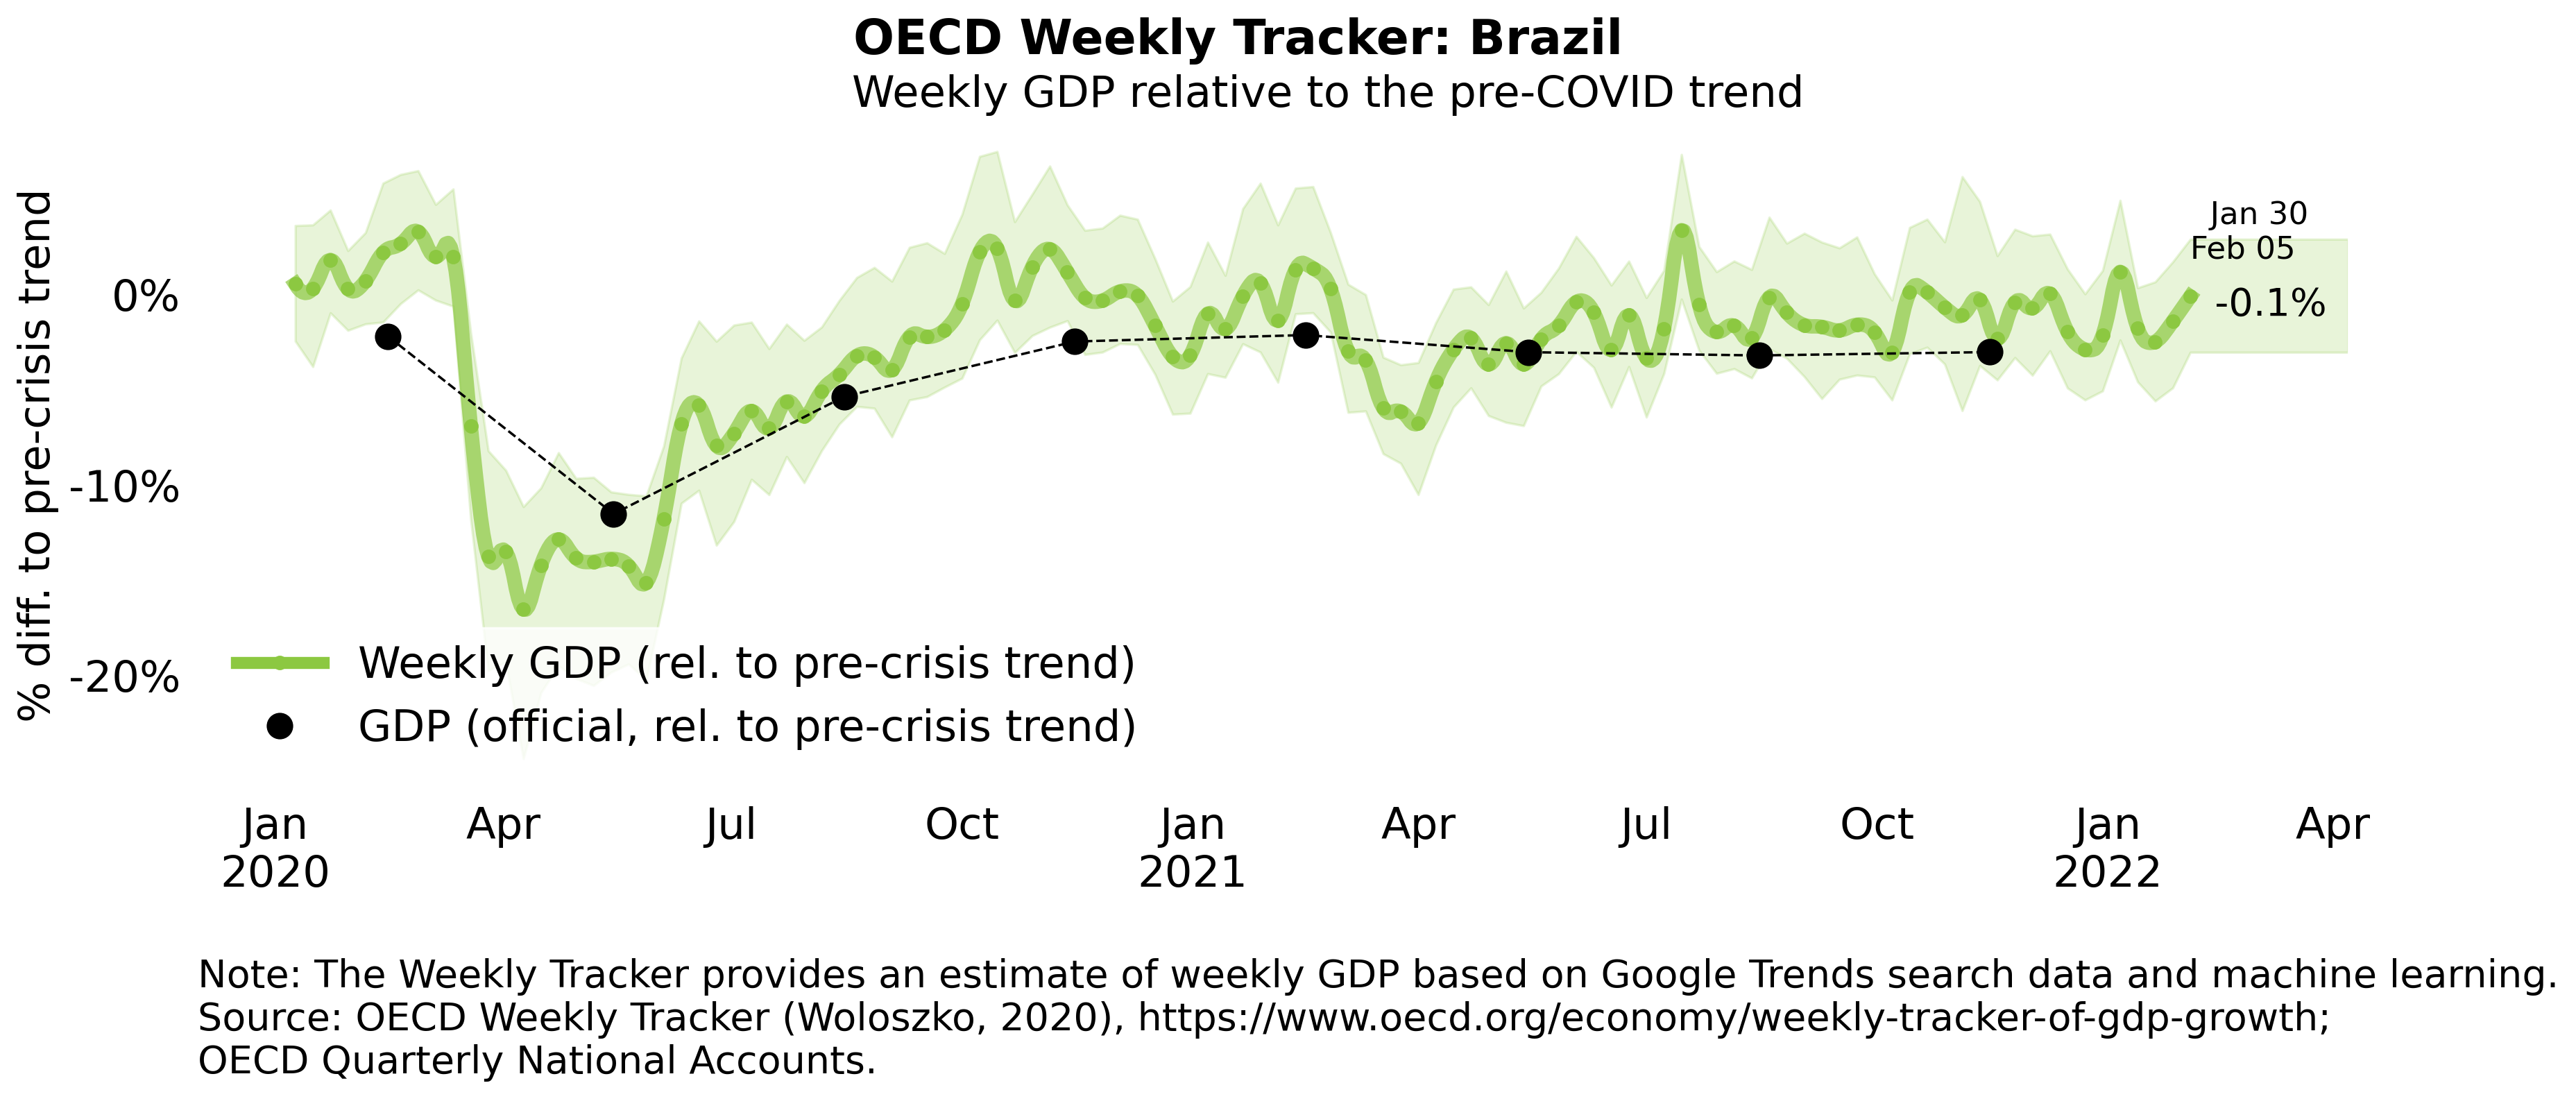 OECD Weekly Tracker: Brazil
Weekly GDP relative to the pre-COVID trend
% diff. to pre-crisis trend
0%
-10%
-20%
Jan 30
Feb 05
-0.1%
Weekly GDP (rel. to pre-crisis trend)
GDP (official, rel. to pre-crisis trend)
Jan Apr Jul Oct Jan Apr Jul Oct Jan Apr
2020 2021 2022
Note: The Weekly Tracker provides an estimate of weekly GDP based on Google Trends search data and machine learning.
Source: OECD Weekly Tracker (Woloszko, 2020), https://www.oecd.org/economy/weekly-tracker-of-gdp-growth;
OECD Quarterly National Accounts.